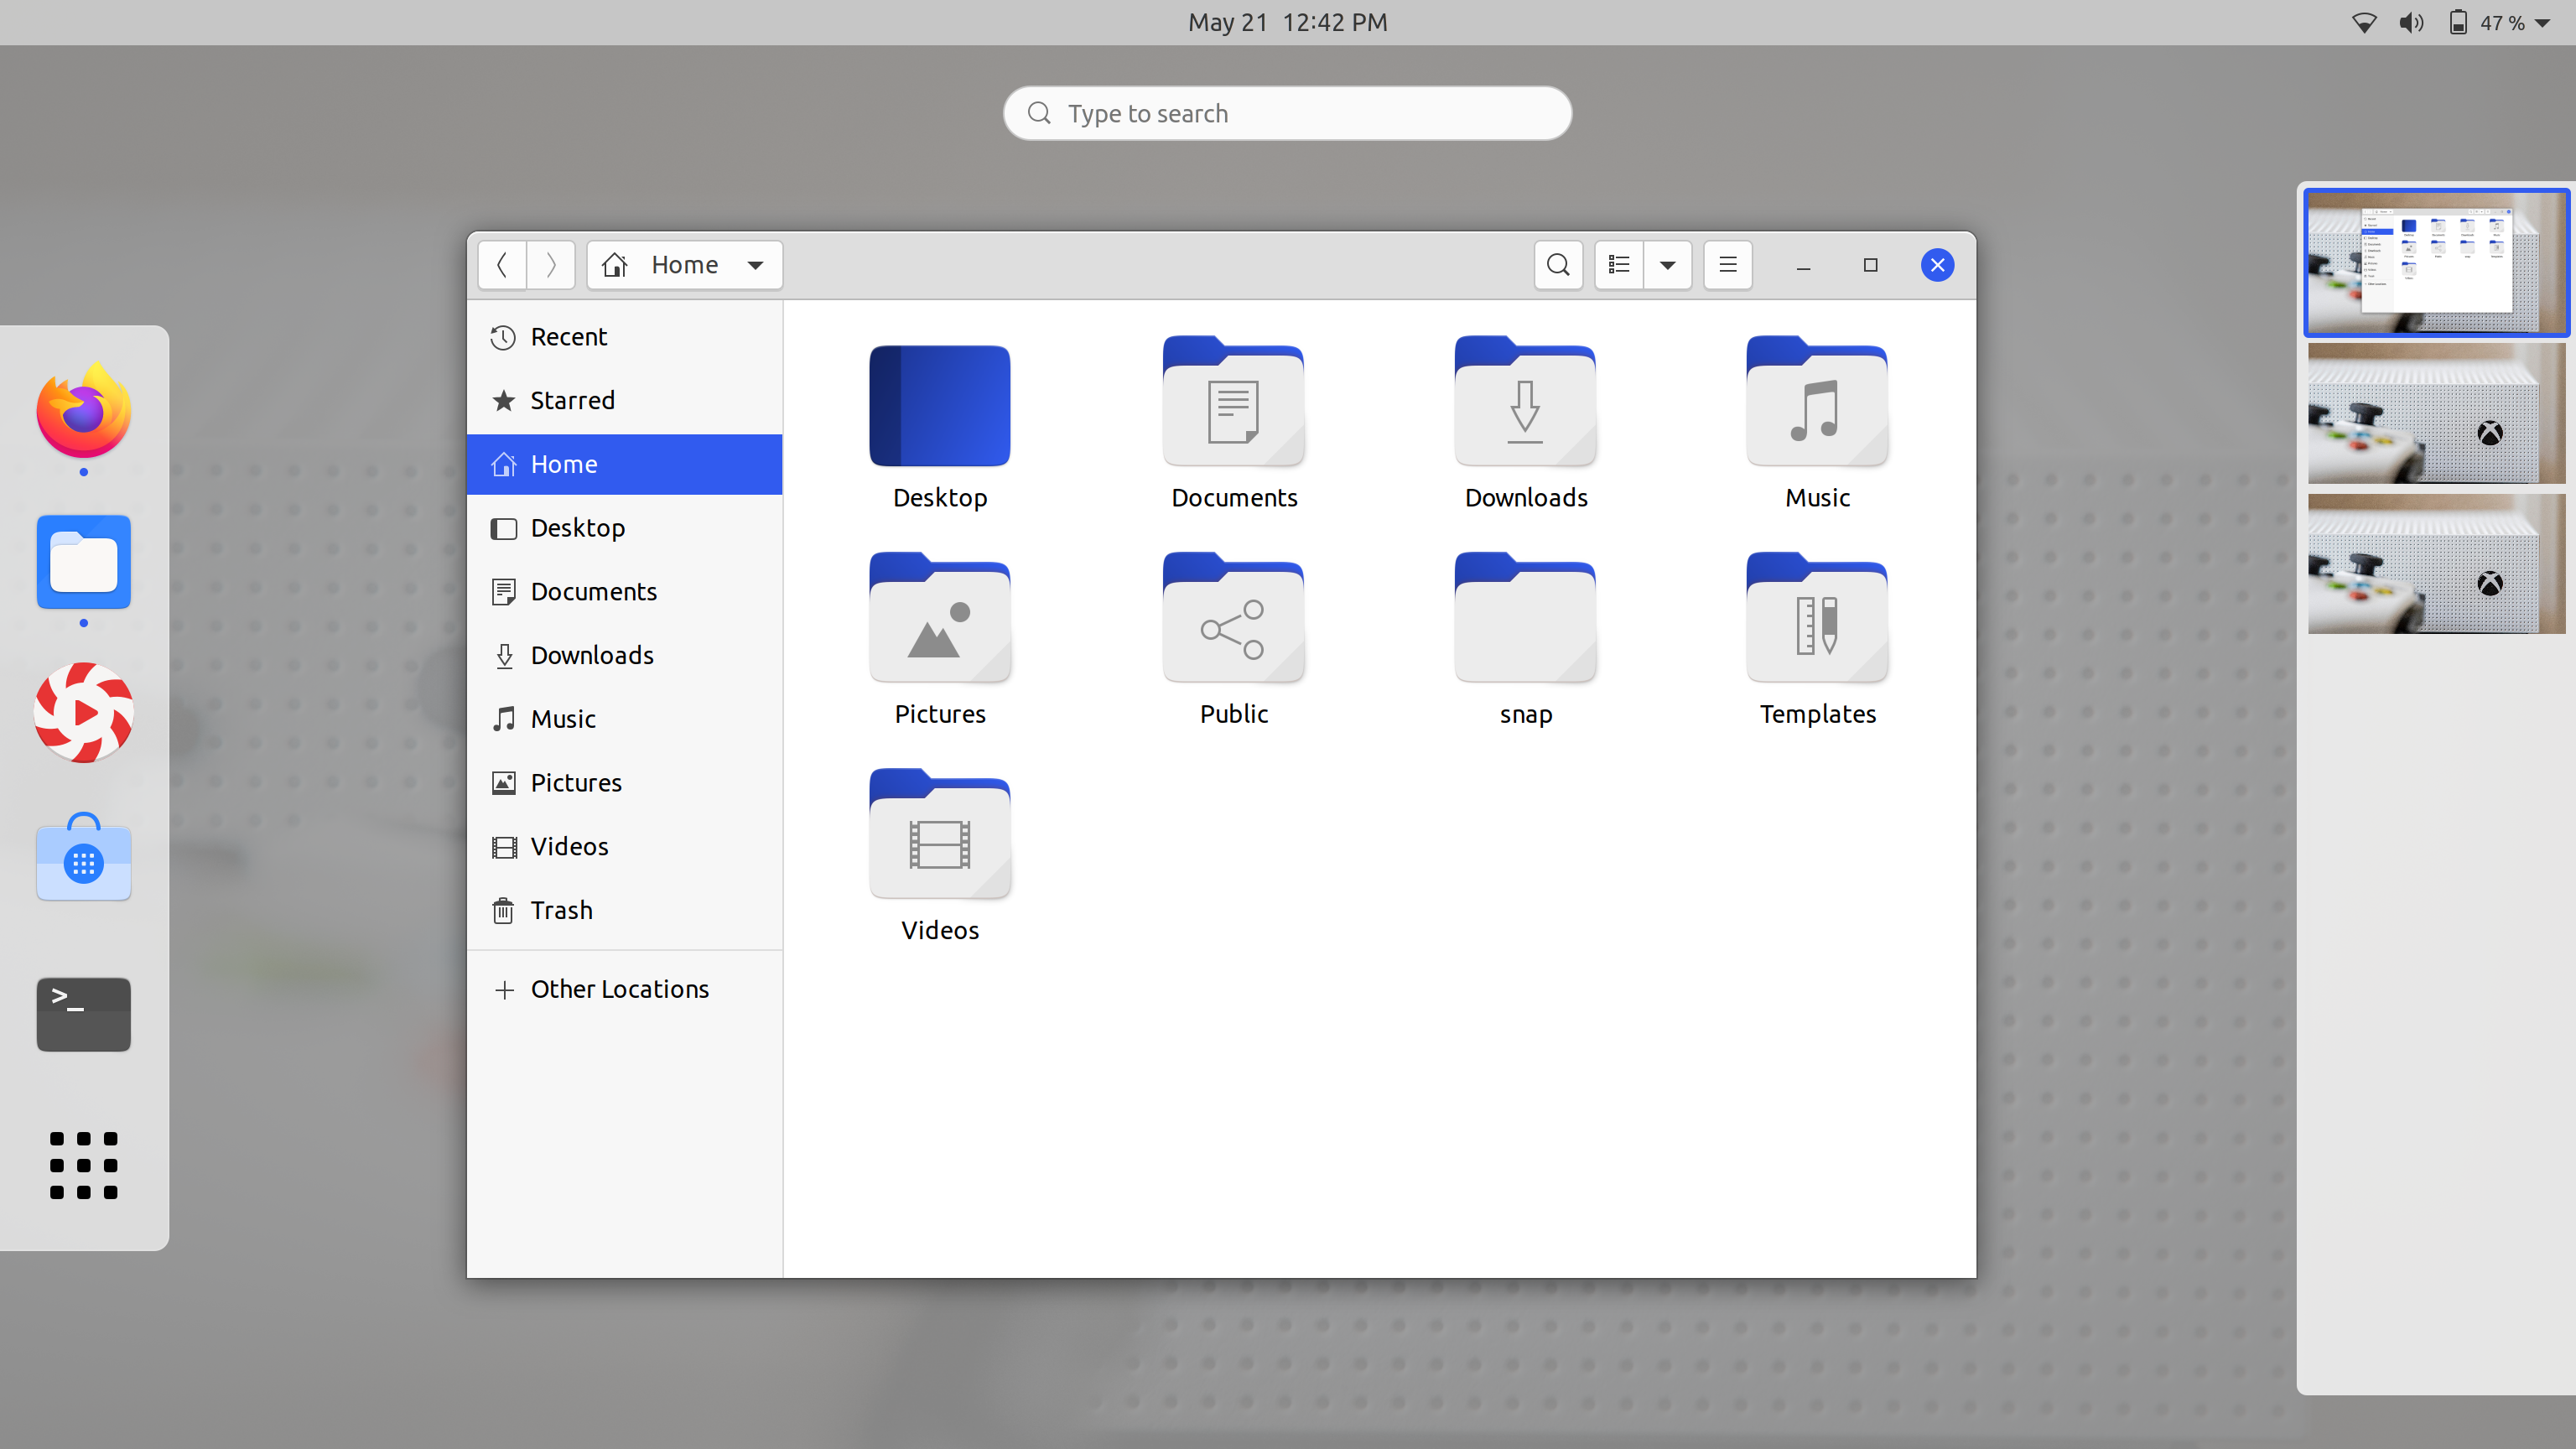 May 21 12:42 PM
47 %
Type to search
Home
Recent
Starred
Home
Desktop
Documents
Downloads
Music
Pictures
Videos
Trash
Other Locations
Desktop
Documents
Downloads
Music
Pictures
Public
snap
Templates
Videos
>_